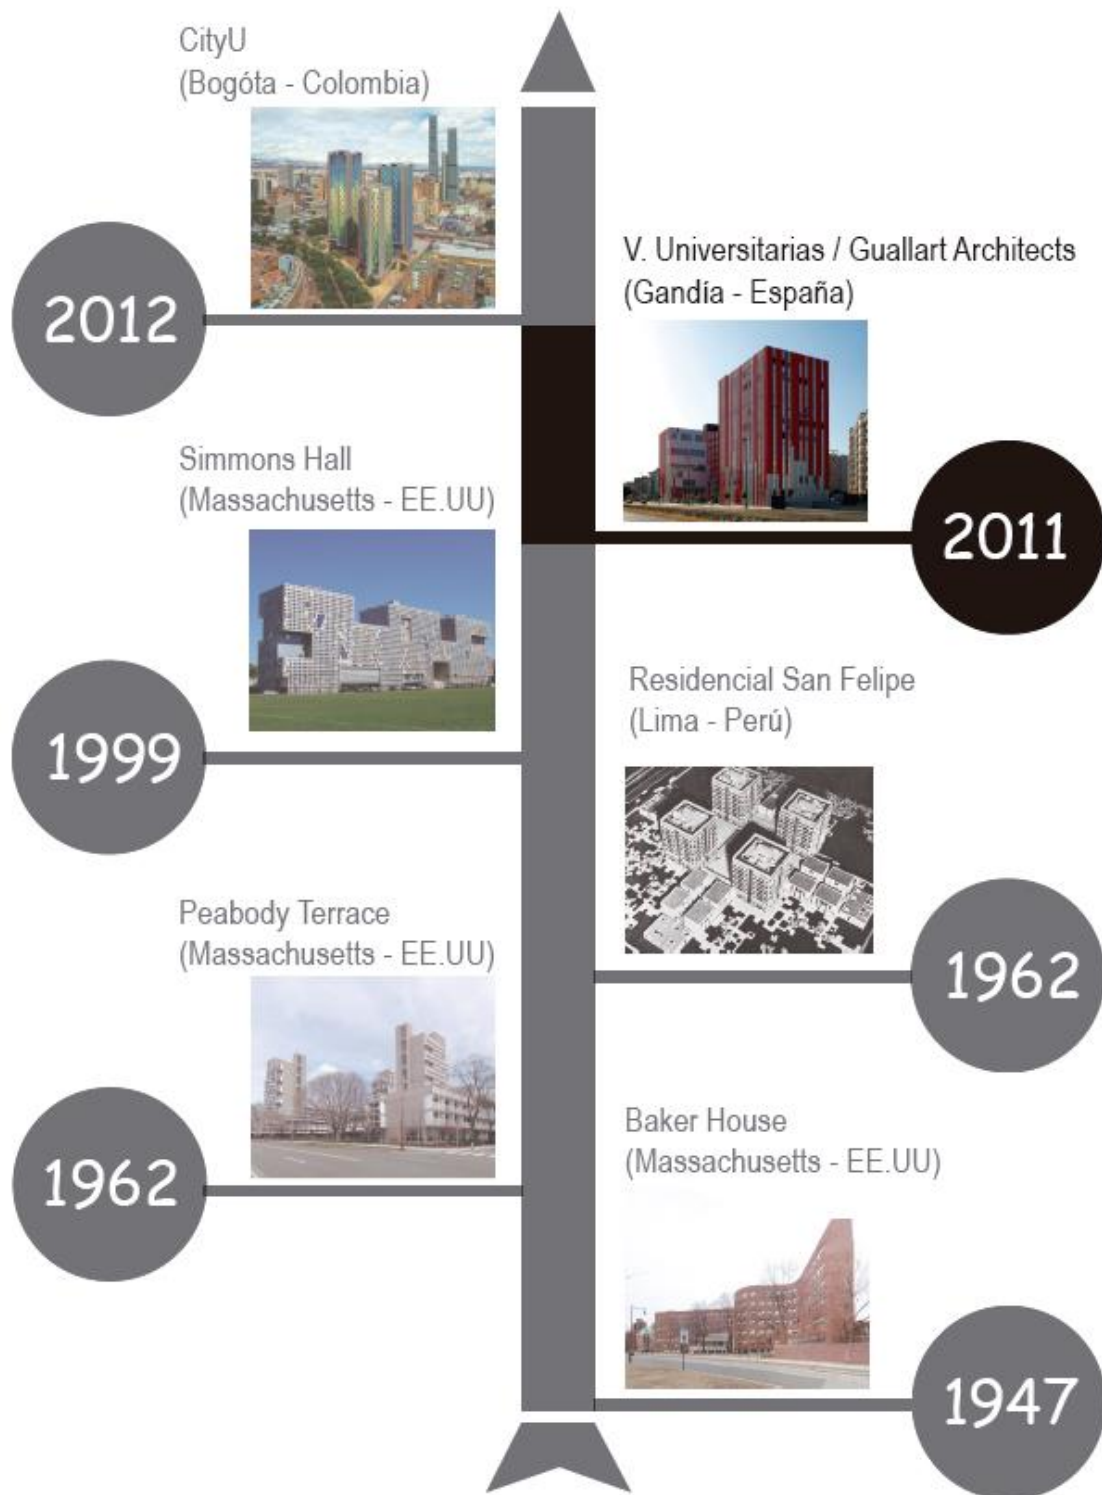 CityU
(Bogóta - Colombia)
2012
V. Universitarias / Guallart Architects
(Gandía - España)
2011
Simmons Hall
(Massachusetts - EE.UU)
1999
Residencial San Felipe
(Lima - Perú)
1962
Peabody Terrace
(Massachusetts - EE.UU)
1962
Baker House
(Massachusetts - EE.UU)
1947